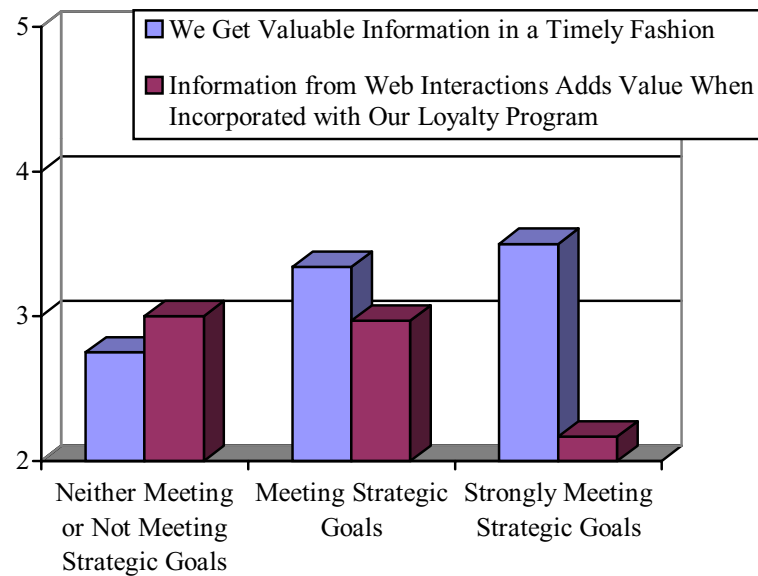 5
We Get Valuable Information in a Timely Fashion
Information from Web Interactions Adds Value When
Incorporated with Our Loyalty Program
4
3
2
Neither Meeting
or Not Meeting
Strategic Goals
Meeting Strategic
Goals
Strongly Meeting
Strategic Goals